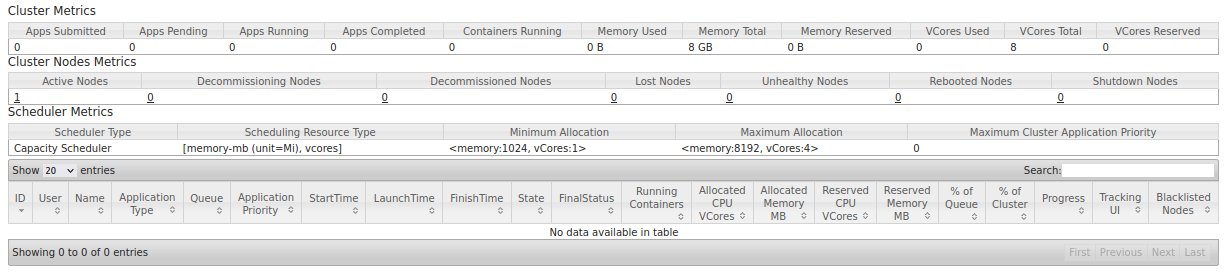 Cluster Metrics
Apps Submitted Apps Pending Apps Running Apps Completed Containers Running Memory Used Memory Total Memory Reserved VCores Used VCores Total VCores Reserved
0 0 0 0 0 0 B 8 GB 0 B 0 8 0
Cluster Nodes Metrics
Active Nodes Decommissioning Nodes Decommissioned Nodes Lost Nodes Unhealthy Nodes Rebooted Nodes Shutdown Nodes
1 0 0 0 0 0 0
Scheduler Metrics
Scheduler Type Scheduling Resource Type Minimum Allocation Maximum Allocation Maximum Cluster Application Priority
Capacity Scheduler [memory-mb (unit=Mi), vcores] <memory:1024, vCores:1> <memory:8192, vCores:4> 0
Show 20 entries Search:
ID User Name Application Type Queue Application Priority StartTime LaunchTime FinishTime State FinalStatus Running Containers Allocated CPU VCores Allocated Memory MB Reserved CPU VCores Reserved Memory MB % of Queue % of Cluster Progress Tracking UI Blacklisted Nodes
No data available in table
Showing 0 to 0 of 0 entries First Previous Next Last